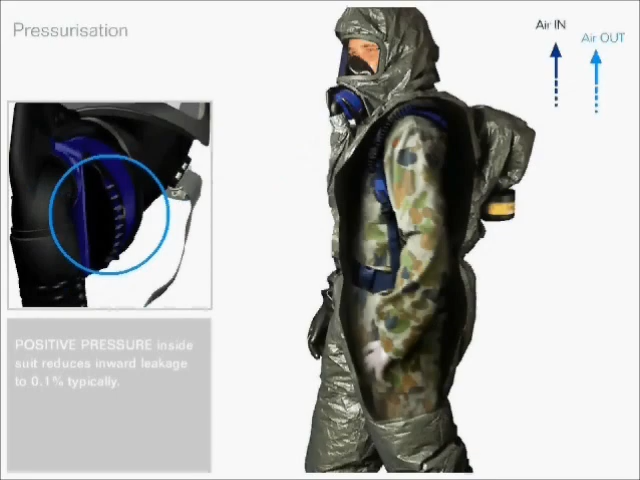 Pressurisation
Air IN
Air OUT
POSITIVE PRESSURE inside
suit reduces inward leakage
to 0.1% typically.